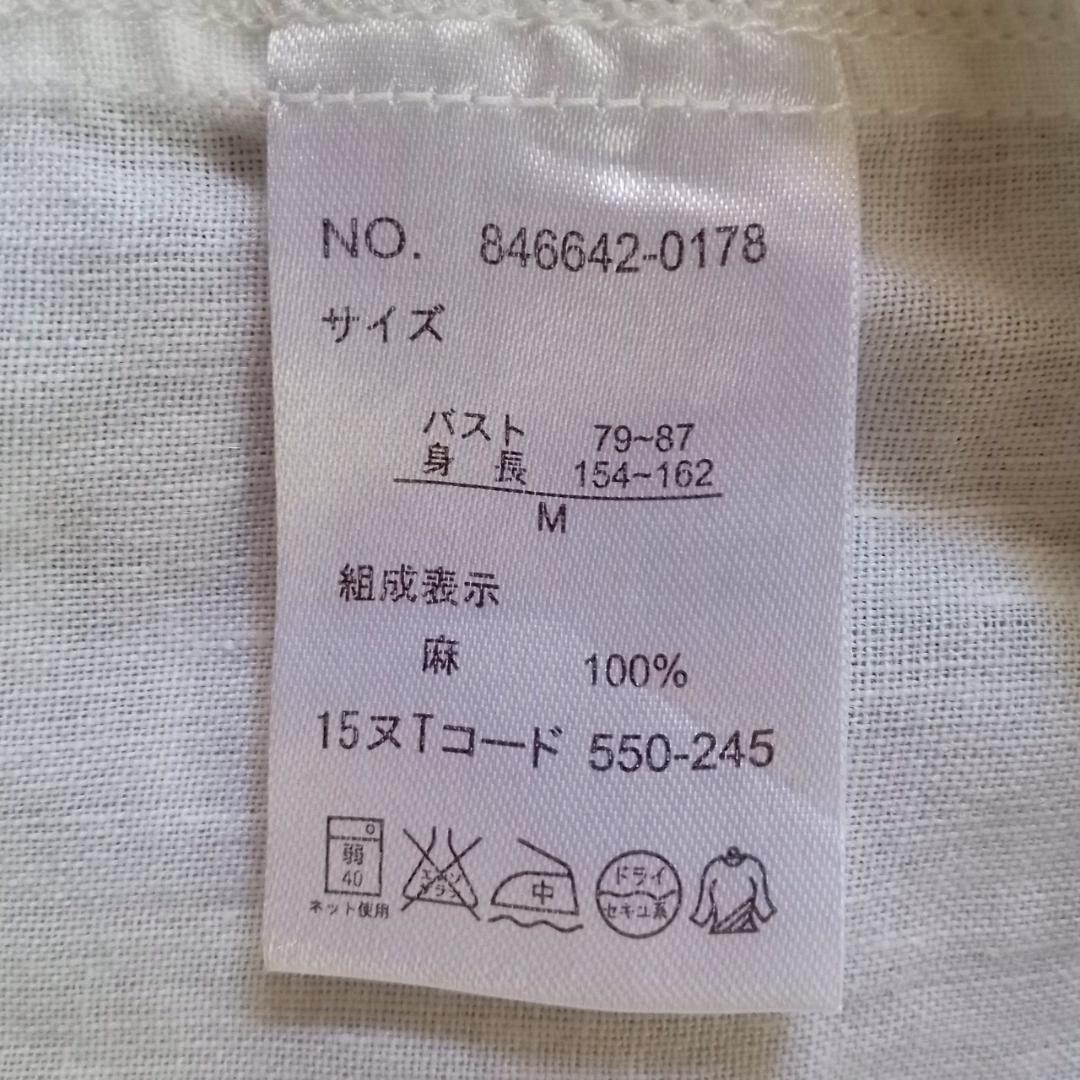 NO. 846642-0178
サイズ
バスト 79~87
身長 154~162
M
組成表示
麻 100%
15ヌTコード 550-245
弱
40
ネット使用
エンソ
サラシ
中
ドライ
セキユ系